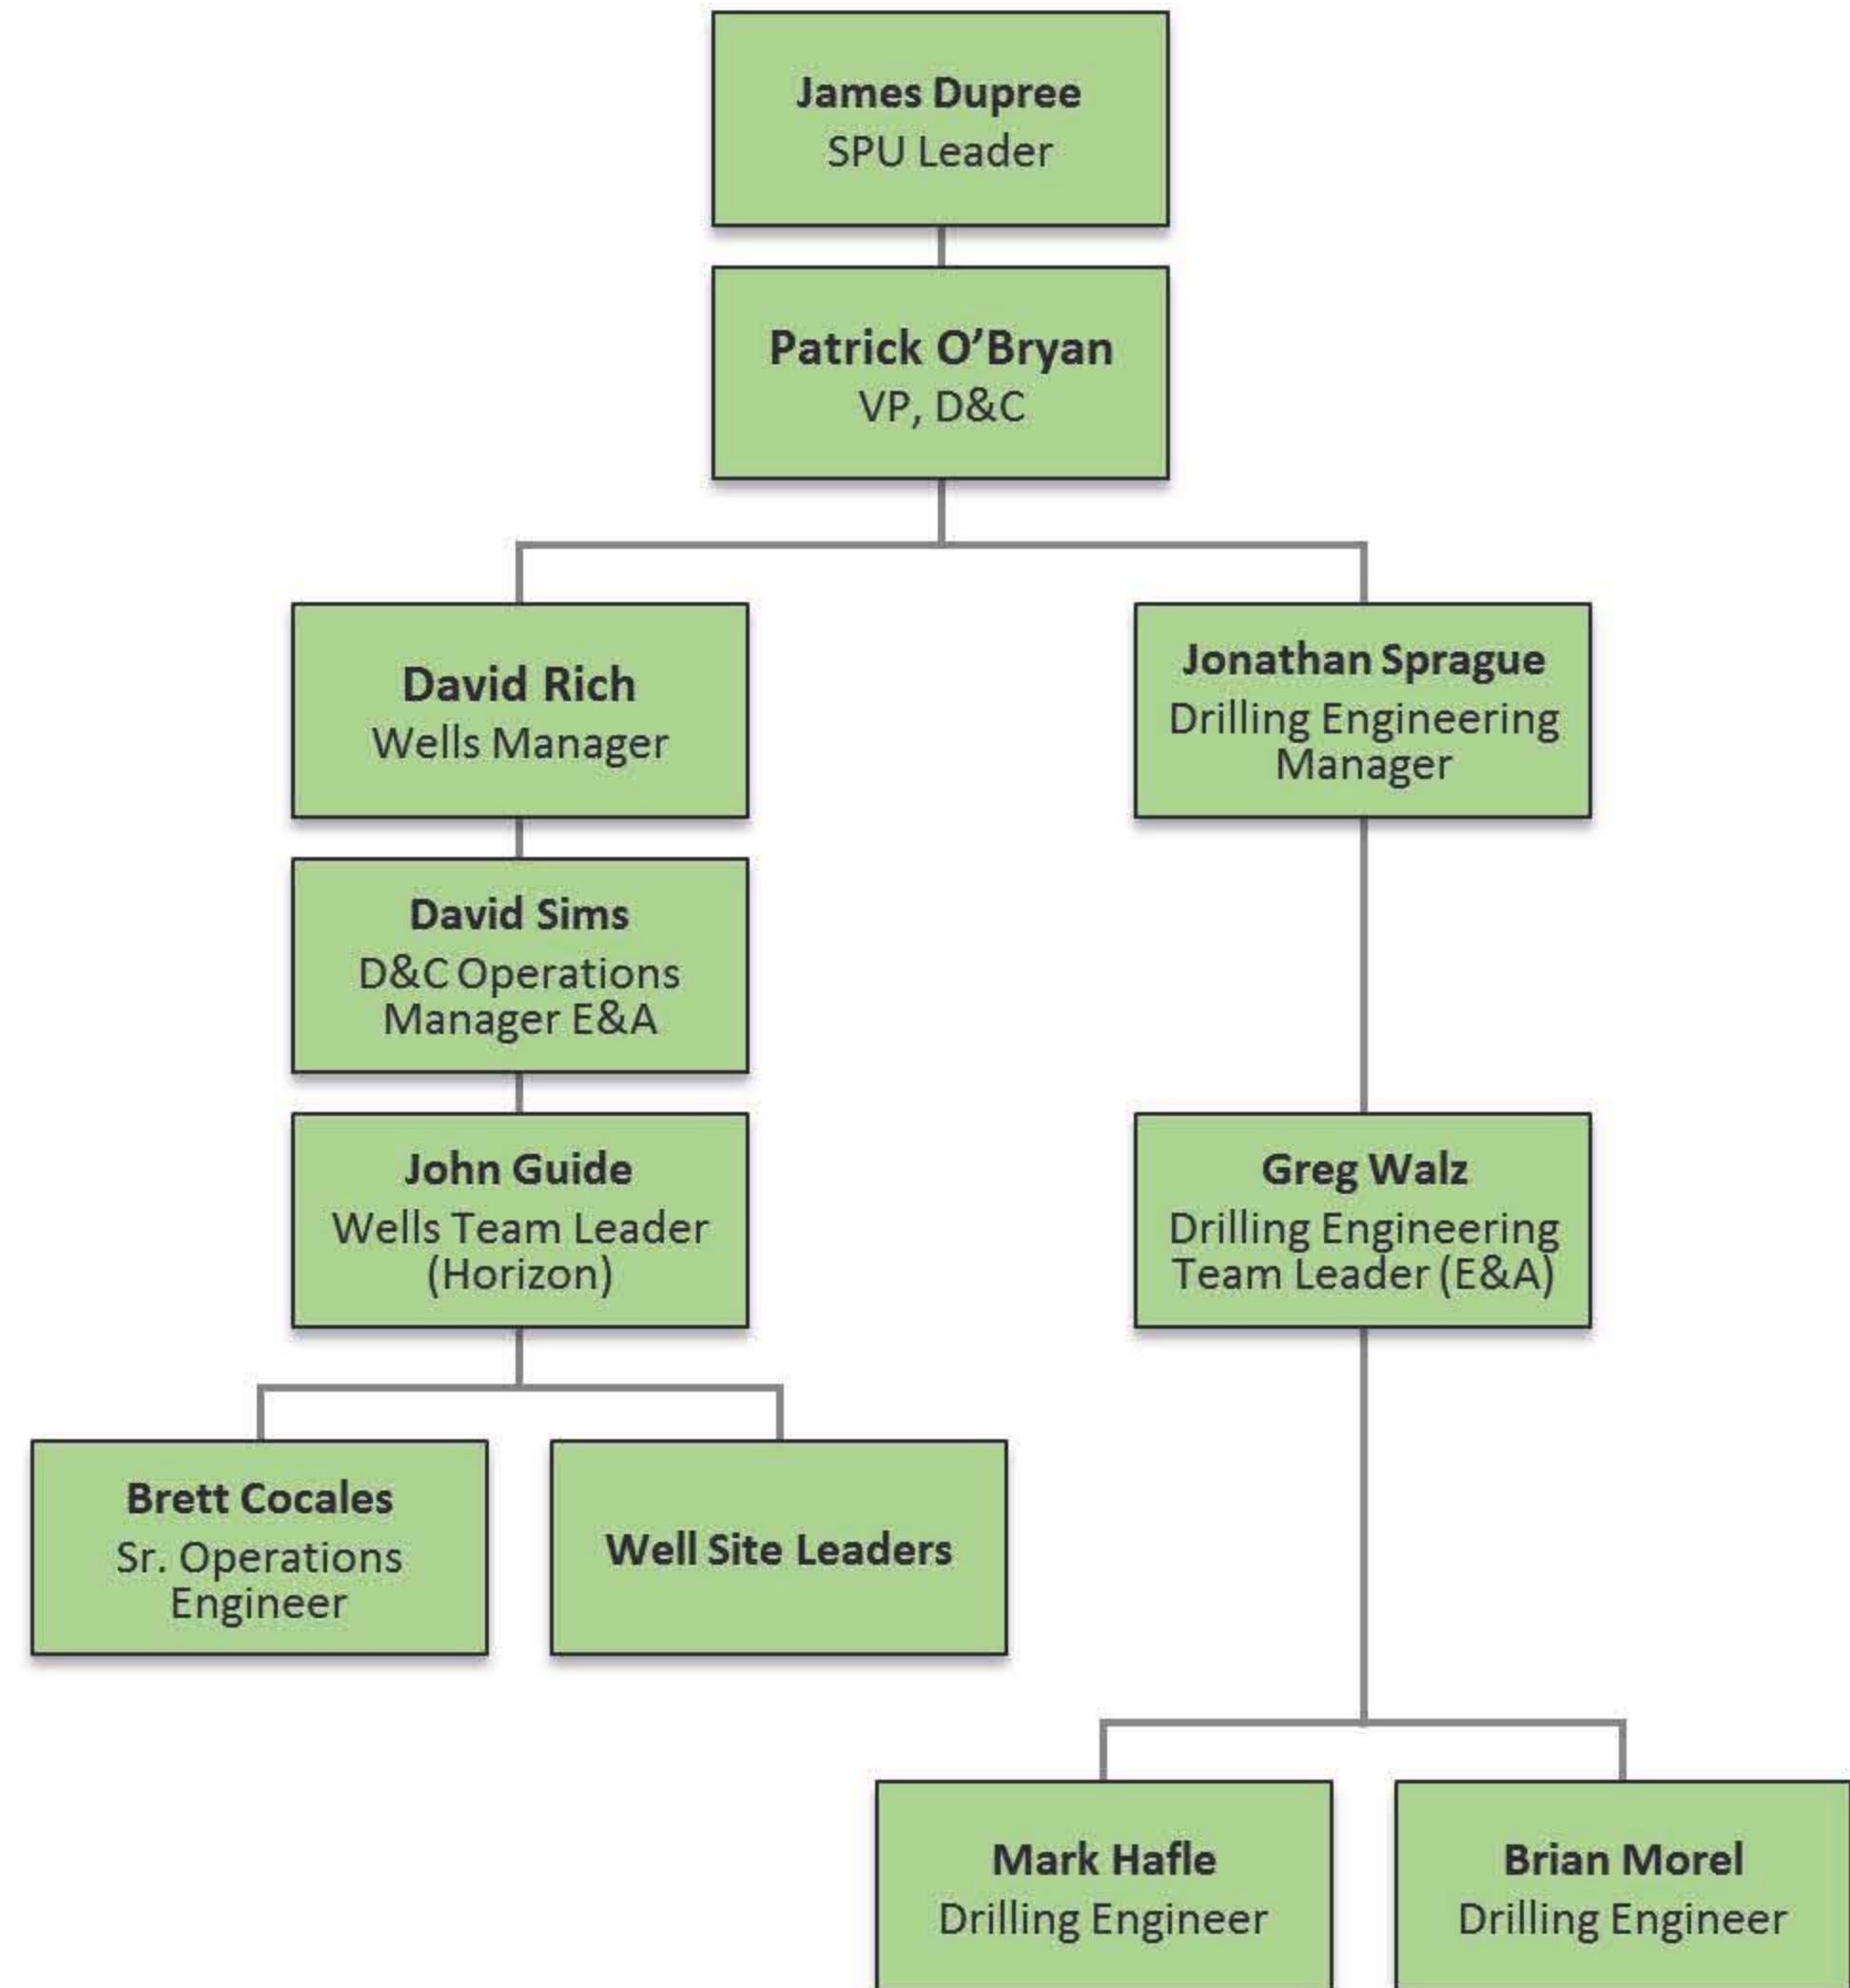 James Dupree
SPU Leader
Patrick O’Bryan
VP, D&C
David Rich
Wells Manager
Jonathan Sprague
Drilling Engineering
Manager
David Sims
D&C Operations
Manager E&A
John Guide
Wells Team Leader
(Horizon)
Greg Walz
Drilling Engineering
Team Leader (E&A)
Brett Cocales
Sr. Operations
Engineer
Well Site Leaders
Mark Hafle
Drilling Engineer
Brian Morel
Drilling Engineer